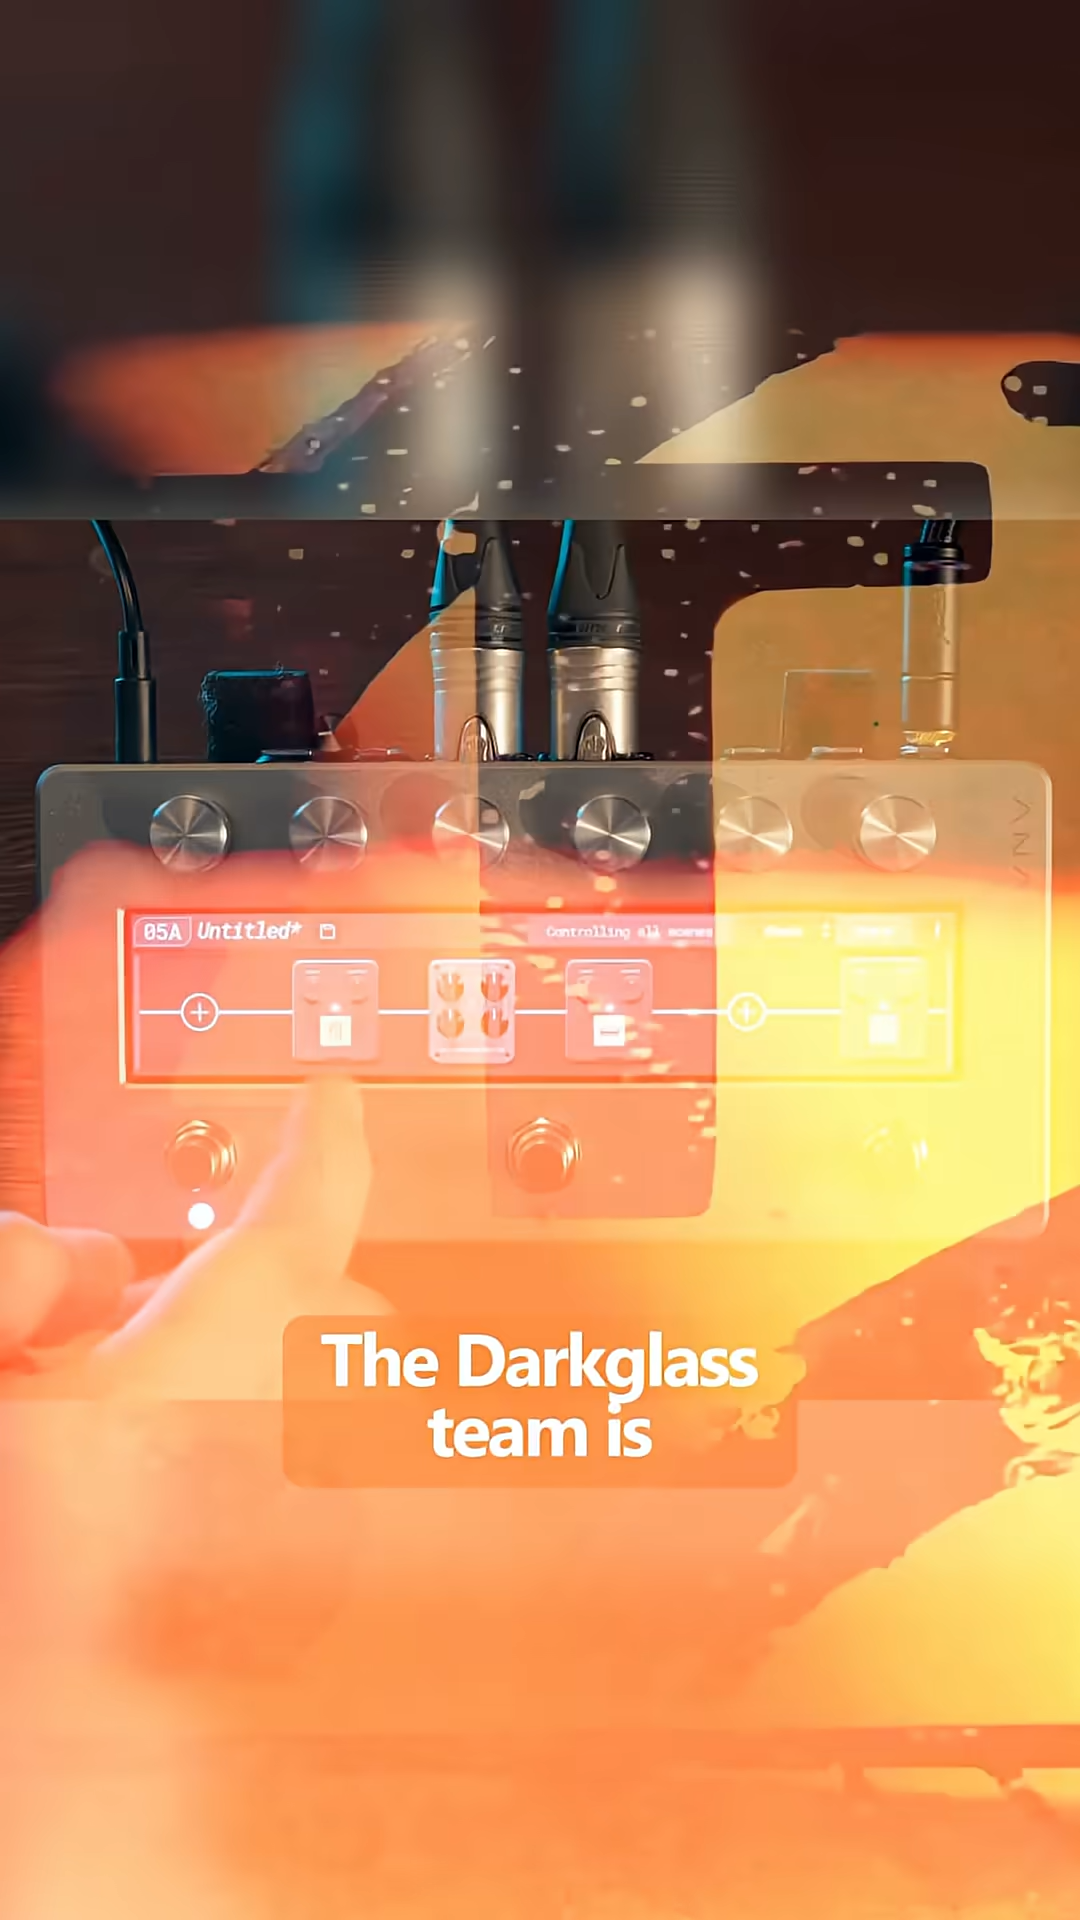 05A Untitled*
Controlling all scenes
The Darkglass
team is